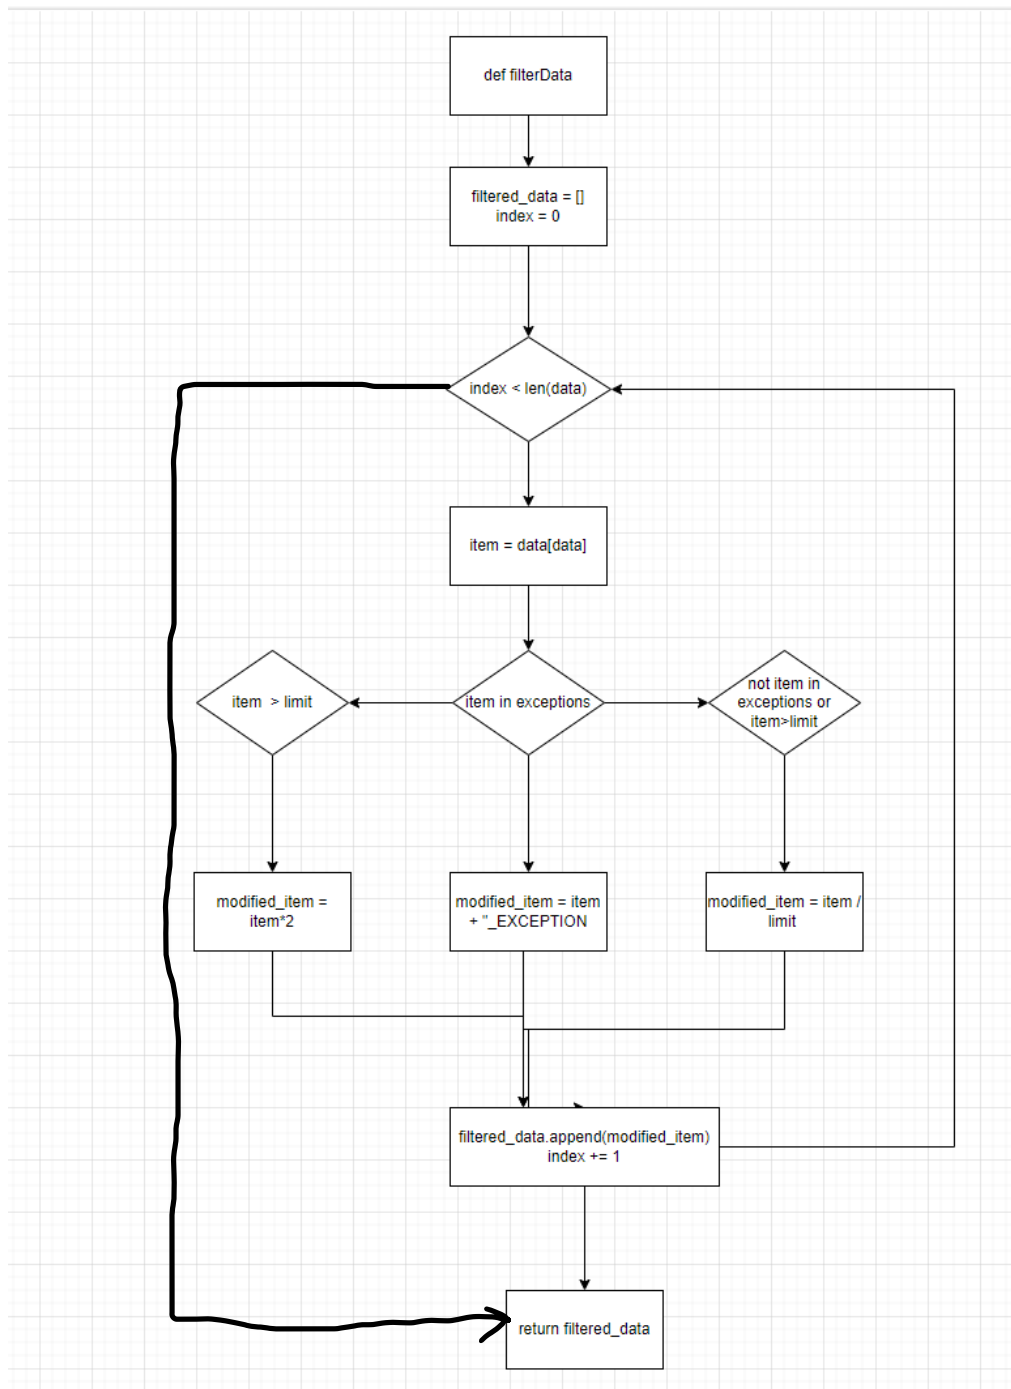 def filterData
filtered_data = []
index = 0
index < len(data)
item = data[data]
item  > limit
item in exceptions
not item in
exceptions or
item>limit
modified_item =
item*2
modified_item = item
+ "_EXCEPTION
modified_item = item /
limit
filtered_data.append(modified_item)
index += 1
return filtered_data